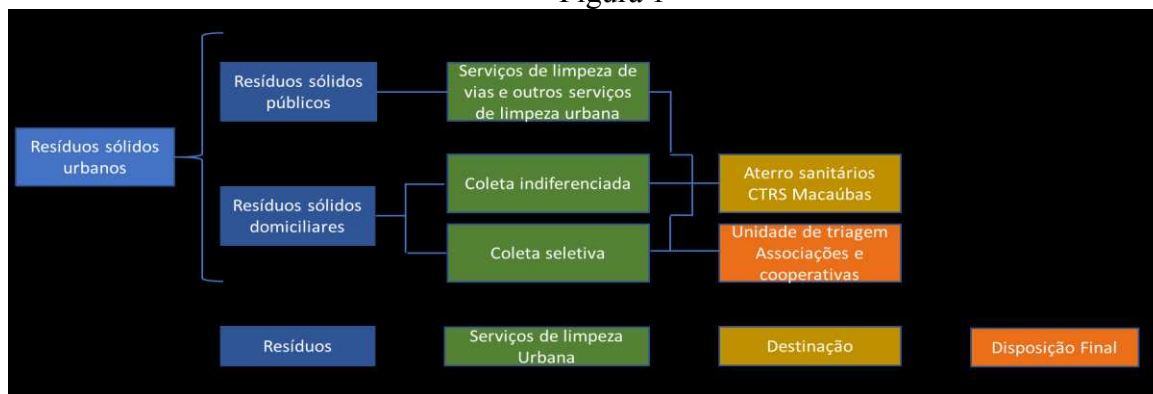 Figura 1
Resíduos sólidos
públicos
Serviços de limpeza de
vias e outros serviços
de limpeza urbana
Resíduos sólidos
urbanos
Coleta indiferenciada
Aterro sanitários
CTRS Macaúbas
Resíduos sólidos
domiciliares
Coleta seletiva
Unidade de triagem
Associações e
cooperativas
Resíduos
Serviços de limpeza
Urbana
Destinação
Disposição Final